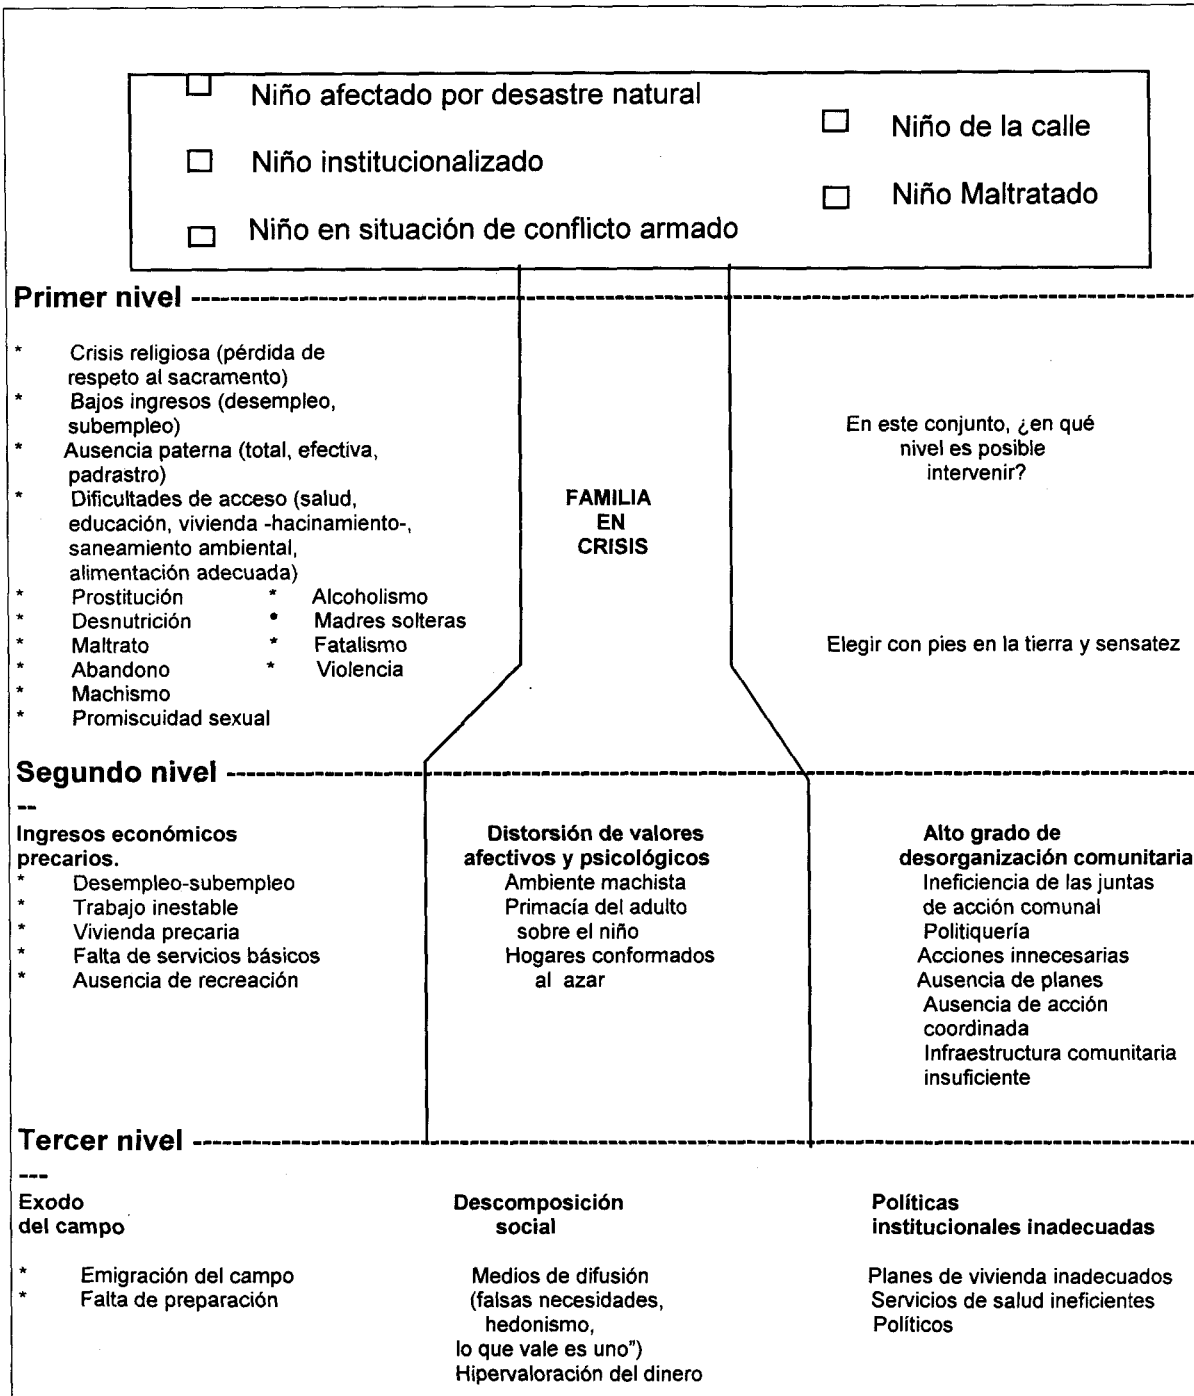 Niño afectado por desastre natural
Niño institucionalizado
Niño en situación de conflicto armado
Niño de la calle
Niño Maltratado
Primer nivel ------------------------------------------------
* Crisis religiosa (pérdida de
respeto al sacramento)
* Bajos ingresos (desempleo,
subempleo)
* Ausencia paterna (total, efectiva,
padrastro)
* Dificultades de acceso (salud,
educación, vivienda -hacinamiento-,
saneamiento ambiental,
alimentación adecuada)
* Prostitución * Alcoholismo
* Desnutrición • Madres solteras
* Maltrato * Fatalismo
* Abandono * Violencia
* Machismo
* Promiscuidad sexual
FAMILIA
EN
CRISIS
En este conjunto, ¿en qué
nivel es posible
intervenir?
Elegir con pies en la tierra y sensatez
Segundo nivel ------------------------------------------------
--
Ingresos económicos
precarios.
* Desempleo-subempleo
* Trabajo inestable
* Vivienda precaria
* Falta de servicios básicos
* Ausencia de recreación
Distorsión de valores
afectivos y psicológicos
Ambiente machista
Primacía del adulto
sobre el niño
Hogares conformados
al azar
Alto grado de
desorganización comunitaria
Ineficiencia de las juntas
de acción comunal
Politiquería
Acciones innecesarias
Ausencia de planes
Ausencia de acción
coordinada
Infraestructura comunitaria
insuficiente
Tercer nivel ------------------------------------------------
---
Exodo
del campo
* Emigración del campo
* Falta de preparación
Descomposición
social
Medios de difusión
(falsas necesidades,
hedonismo,
lo que vale es uno")
Hipervaloración del dinero
Políticas
institucionales inadecuadas
Planes de vivienda inadecuados
Servicios de salud ineficientes
Políticos